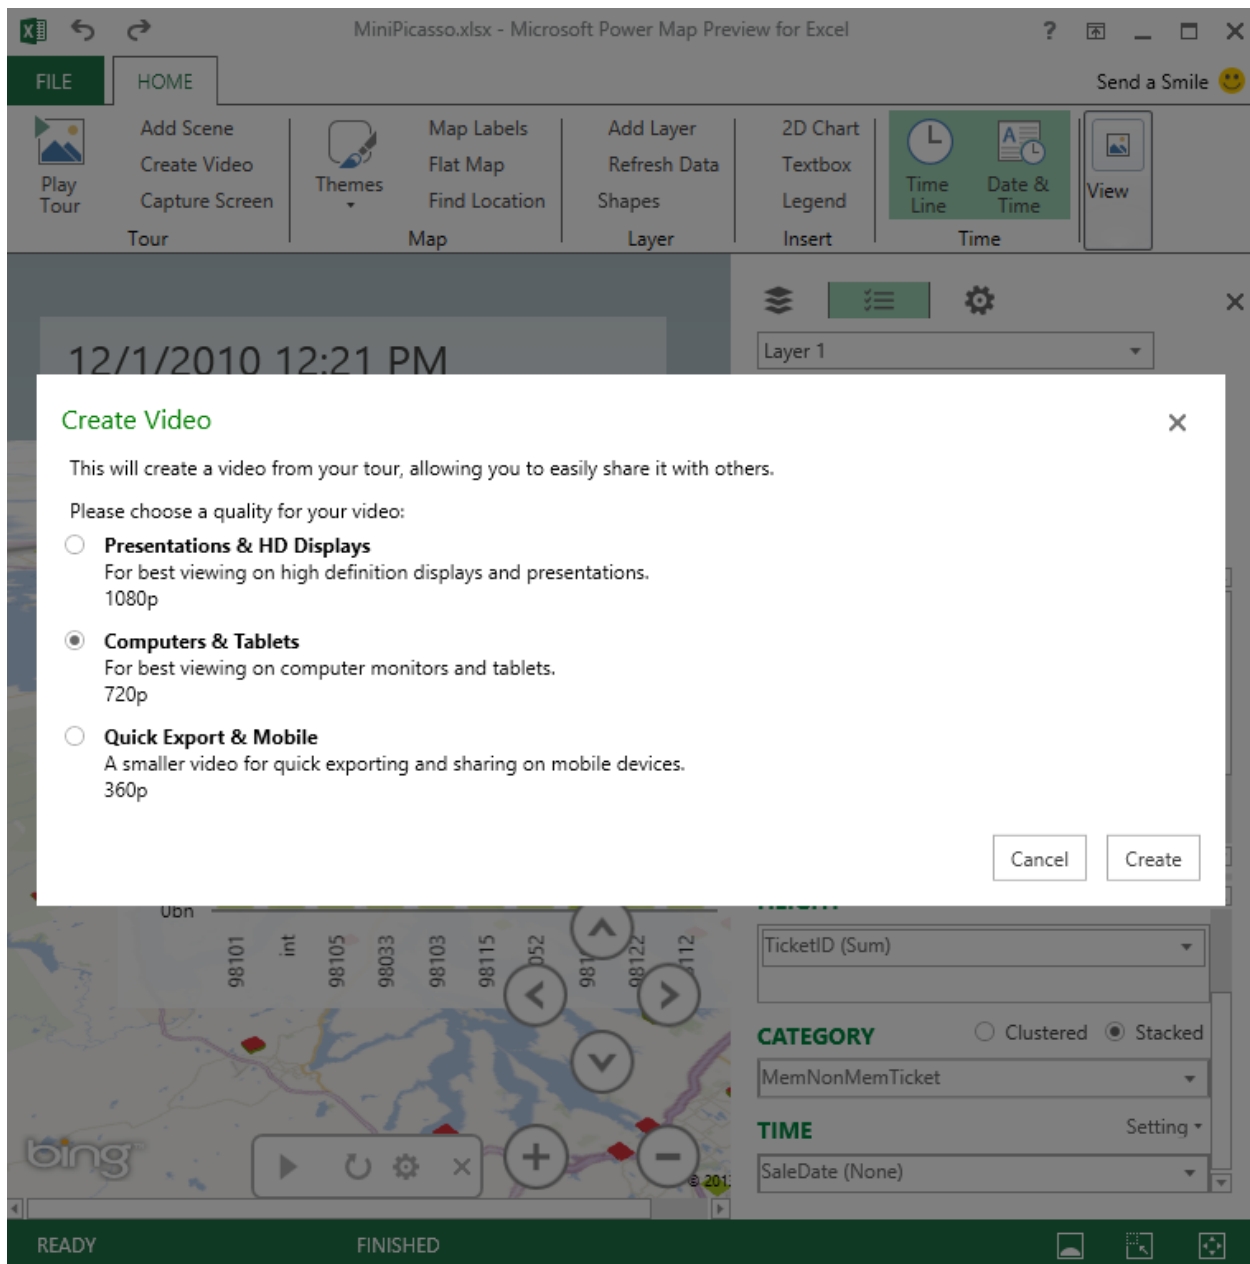 MiniPicasso.xlsx - Microsoft Power Map Preview for Excel
?
FILE
HOME
Send a Smile
Play Tour
Add Scene
Create Video
Capture Screen
Tour
Themes
Map Labels
Flat Map
Find Location
Map
Add Layer
Refresh Data
Shapes
Layer
2D Chart
Textbox
Legend
Insert
Time Line
Date & Time
Time
View
12/1/2010 12:21 PM
Layer 1
Create Video
This will create a video from your tour, allowing you to easily share it with others.
Please choose a quality for your video:
Presentations & HD Displays
For best viewing on high definition displays and presentations.
1080p
Computers & Tablets
For best viewing on computer monitors and tablets.
720p
Quick Export & Mobile
A smaller video for quick exporting and sharing on mobile devices.
360p
Cancel
Create
0bn
98101
int
98105
98033
98103
98115
98122
TicketID (Sum)
CATEGORY
Clustered
Stacked
MemNonMemTicket
TIME
Setting
SaleDate (None)
bing
READY
FINISHED